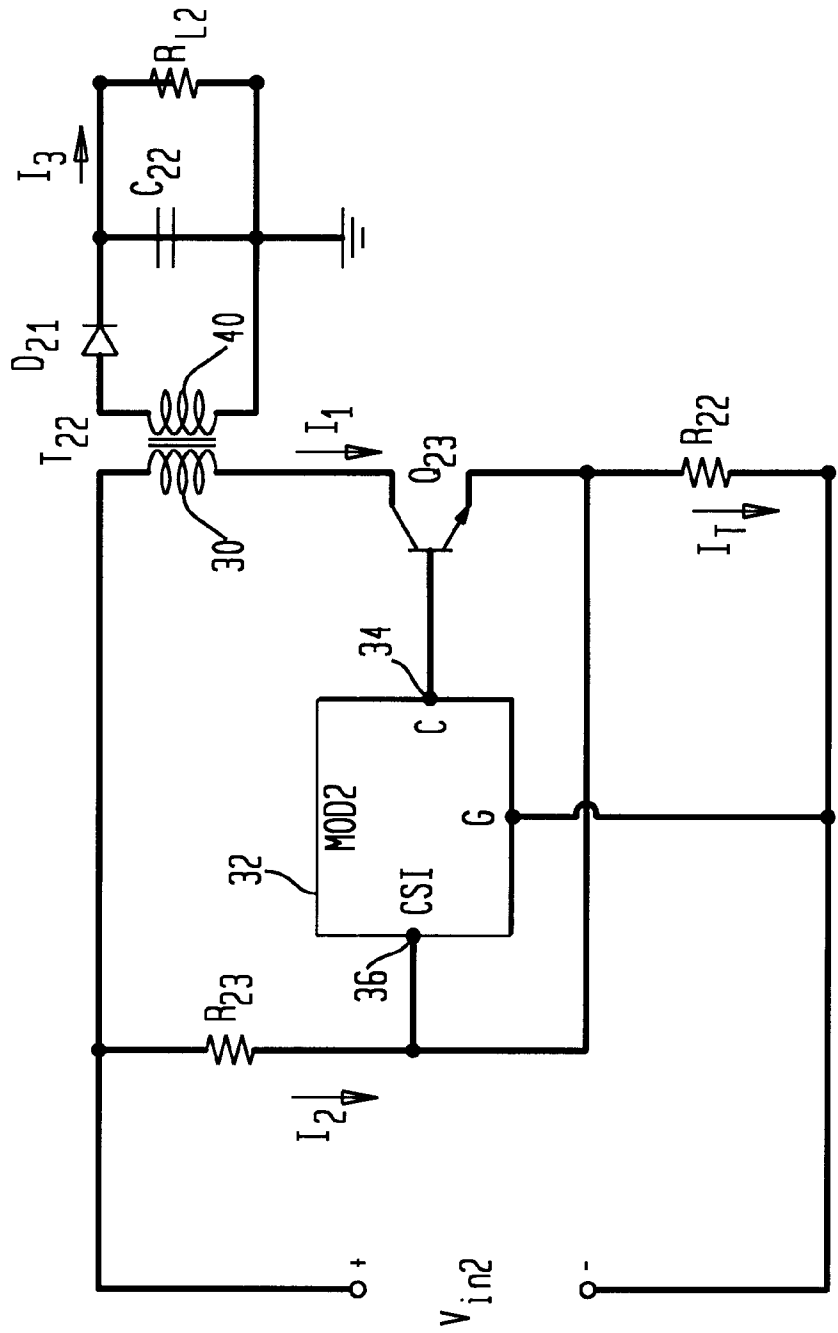 V_in2
+
-
I_2
R_23
36
CSI
32
MOD2
G
C
34
30
T_22
I_1
Q_23
I_T
R_22
D_21
40
C_22
I_3
R_L2